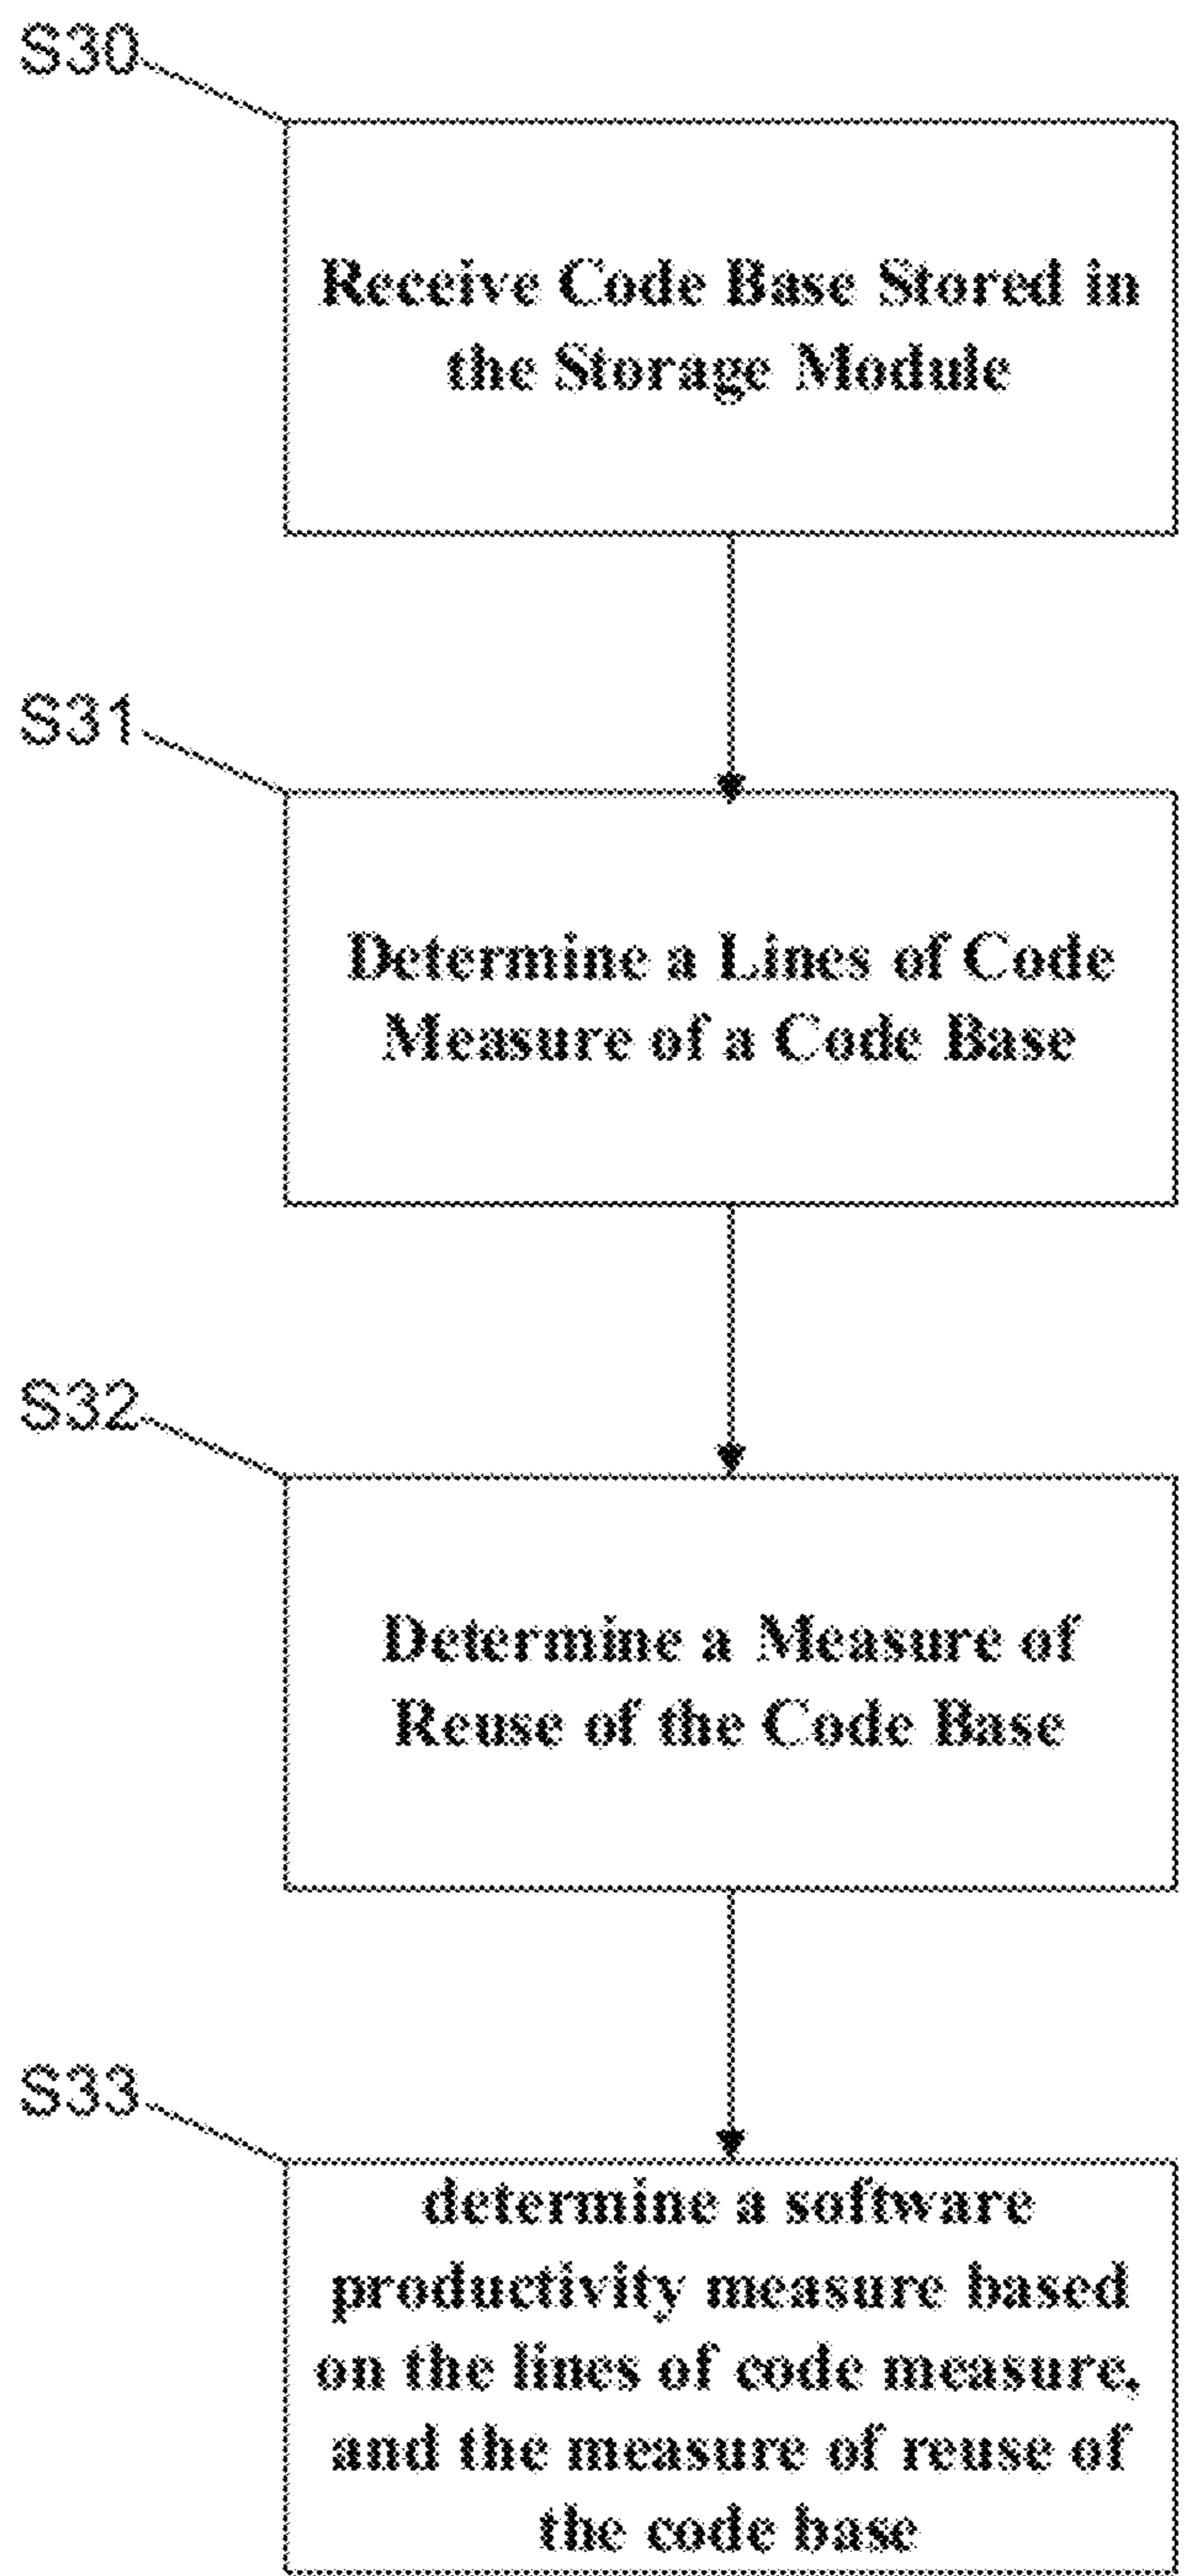 S30
Receive Code Base Stored in
the Storage Module
S31
Determine a Lines of Code
Measure of a Code Base
S32
Determine a Measure of
Reuse of the Code Base
S33
determine a software
productivity measure based
on the lines of code measure,
and the measure of reuse of
the code base